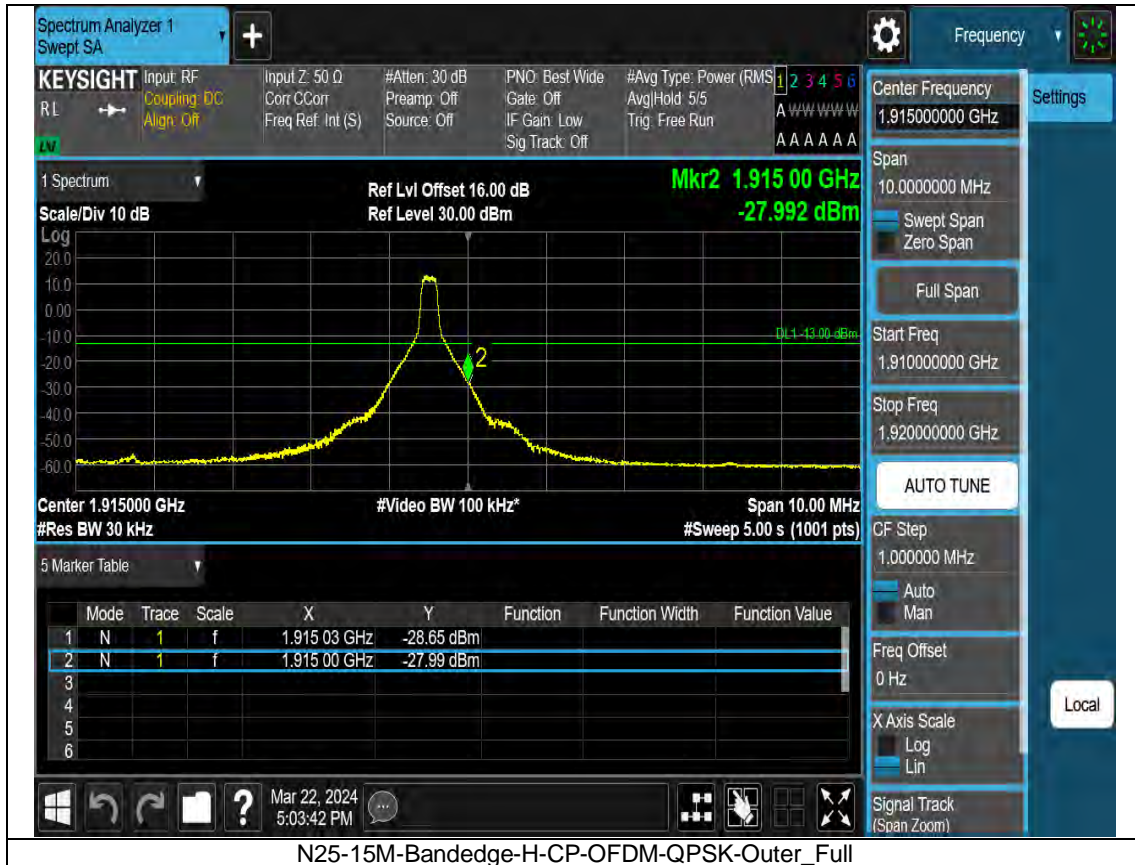 Spectrum Analyzer 1
Swept SA
Frequency
KEYSIGHT
RL
Input: RF
Coupling: DC
Align: Off
Input Z: 50 Ω
Corr CCorr
Freq Ref: Int (S)
#Atten: 30 dB
Preamp: Off
Source: Off
PNO: Best Wide
Gate: Off
IF Gain: Low
Sig Track: Off
#Avg Type: Power (RMS
Avg|Hold: 5/5
Trig: Free Run
1 2 3 4 5 6
A W W W W W
A A A A A A
1 Spectrum
Scale/Div 10 dB
Ref Lvl Offset 16.00 dB
Ref Level 30.00 dBm
Mkr2 1.915 00 GHz
-27.992 dBm
Log
20.0
10.0
0.00
-10.0
-20.0
-30.0
-40.0
-50.0
-60.0
DL1 -13.00 dBm
2
Center 1.915000 GHz
#Video BW 100 kHz*
Span 10.00 MHz
#Res BW 30 kHz
#Sweep 5.00 s (1001 pts)
5 Marker Table
Mode Trace Scale X Y Function Function Width Function Value
1 N 1 f 1.915 03 GHz -28.65 dBm
2 N 1 f 1.915 00 GHz -27.99 dBm
3
4
5
6
Mar 22, 2024
5:03:42 PM
Center Frequency
1.915000000 GHz
Settings
Span
10.0000000 MHz
Swept Span
Zero Span
Full Span
Start Freq
1.910000000 GHz
Stop Freq
1.920000000 GHz
AUTO TUNE
CF Step
1.000000 MHz
Auto
Man
Freq Offset
0 Hz
X Axis Scale
Log
Lin
Local
Signal Track
(Span Zoom)
N25-15M-Bandedge-H-CP-OFDM-QPSK-Outer_Full